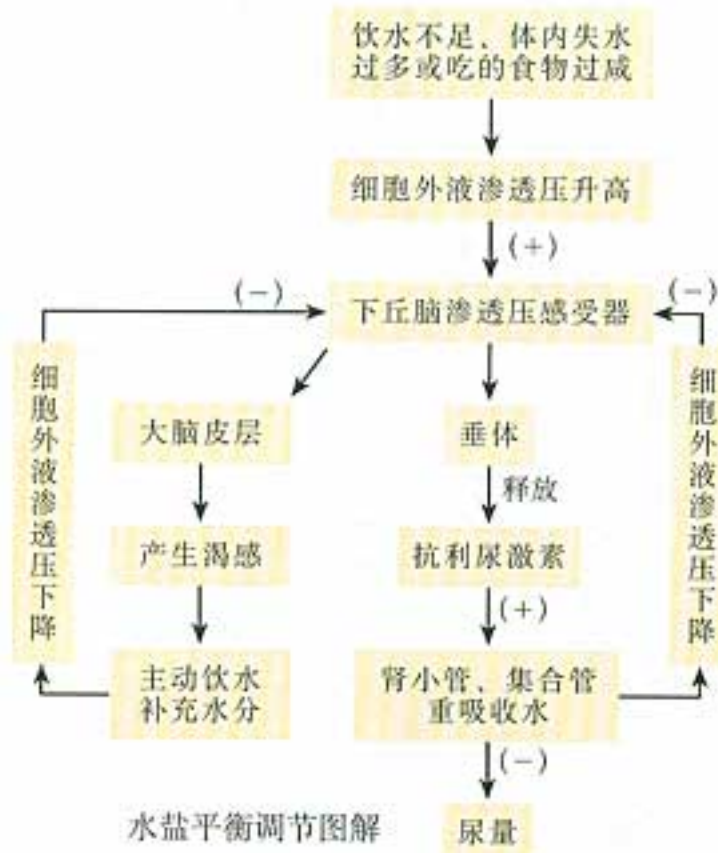 饮水不足、体内失水
过多或吃的食物过咸
细胞外液渗透压升高
(+)
(-)
下丘脑渗透压感受器
(-)
细胞外液渗透压下降
大脑皮层
垂体
细胞外液渗透压下降
释放
产生渴感
抗利尿激素
(+)
主动饮水
补充水分
肾小管、集合管
重吸收水
(-)
水盐平衡调节图解
尿量